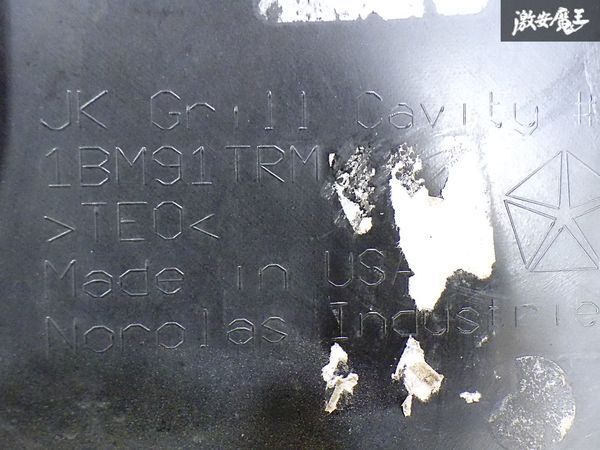 激安魔王
JK Grill Cavity #
1BM91TRM
>TEO<
Made in USA
Norplas Industrie